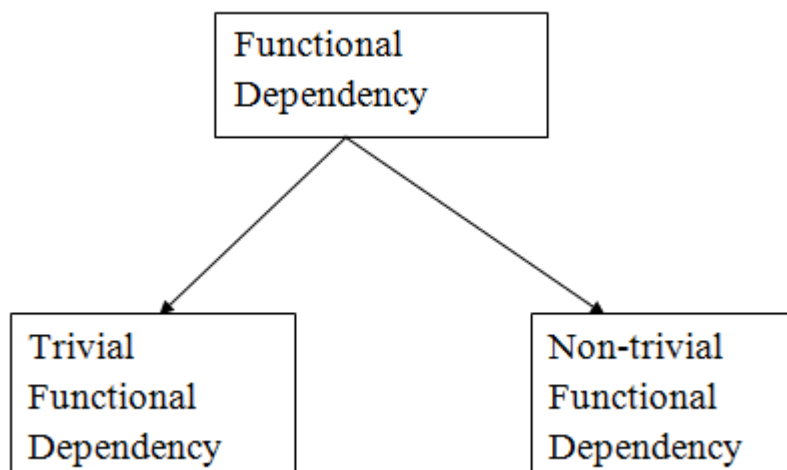 Functional
Dependency
Trivial
Functional
Dependency
Non-trivial
Functional
Dependency